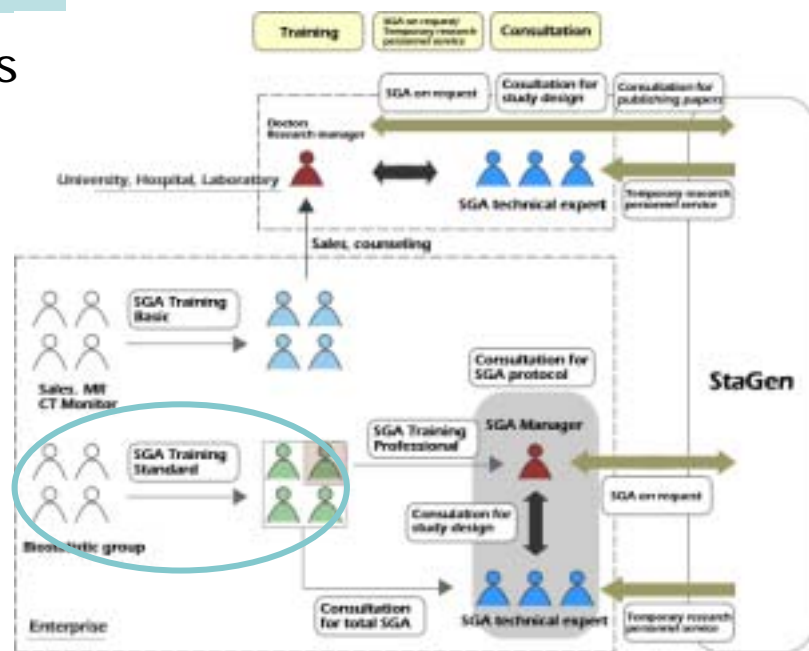 s
Training
SGA on request/
Temporary research
personnel service
Consultation
SGA on request
Cosultation for
study design
Consultation for
publishing papers
Doctors
Research manager
University, Hospital, Laboratory
SGA technical expert
Temporary research
personnel service
Sales, counseling
SGA Training
Basic
Sales, MR
CT Monitor
Consultation for
SGA protocol
StaGen
SGA Training
Standard
SGA Training
Professional
SGA Manager
SGA on request
Consulation for
study design
Biostatistic group
Consultation
for total SGA
SGA technical expert
Temporary research
personnel service
Enterprise